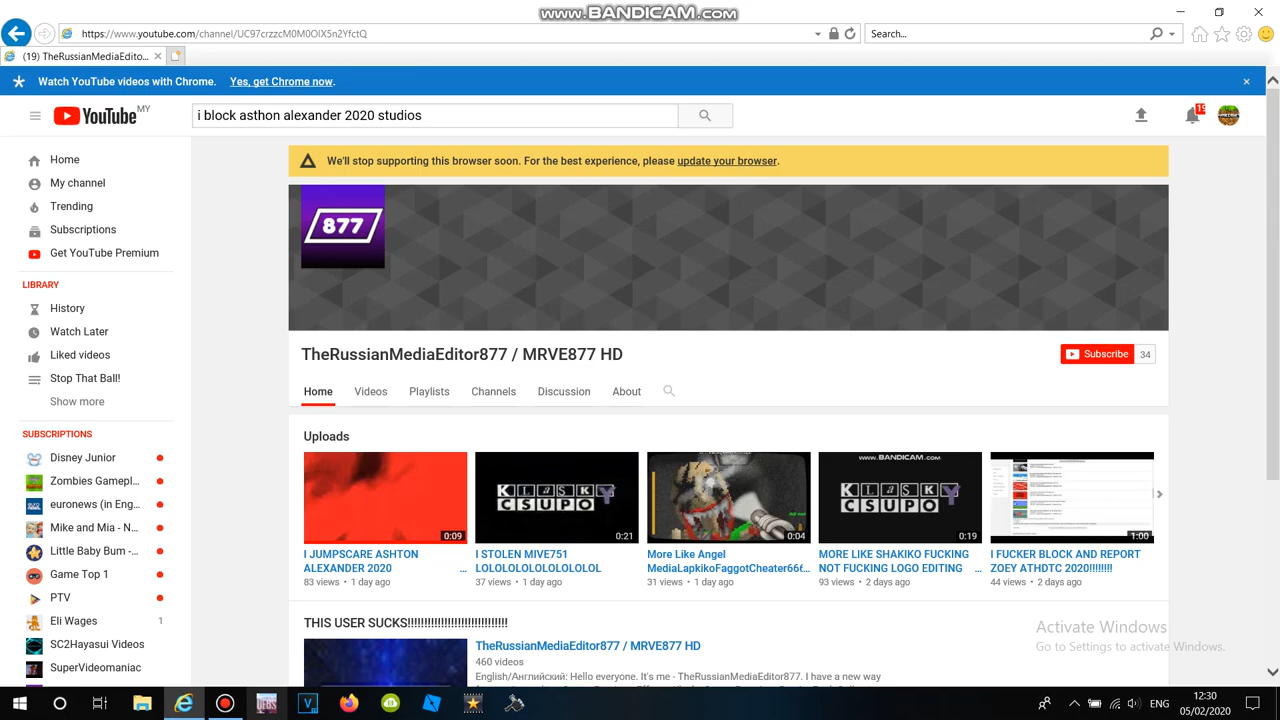 www.BANDICAM.com
https://www.youtube.com/channel/UC97crzzcM0M0OIX5n2YfctQ
Search...
(19) TheRussianMediaEdito...
Watch YouTube videos with Chrome. Yes, get Chrome now.
YouTube MY
i block asthon alexander 2020 studios
19
Home
My channel
Trending
Subscriptions
Get YouTube Premium
LIBRARY
History
Watch Later
Liked videos
Stop That Ball!
Show more
SUBSCRIPTIONS
Disney Junior
Zombies Gamepl...
euronews (in Eng...
Mike and Mia - N...
Little Baby Bum -...
Game Top 1
PTV
Eli Wages 1
SC2Hayasui Videos
SuperVideomaniac
We'll stop supporting this browser soon. For the best experience, please update your browser.
877
TheRussianMediaEditor877 / MRVE877 HD
Subscribe 34
Home Videos Playlists Channels Discussion About
Uploads
0:09
I JUMPSCARE ASHTON
ALEXANDER 2020 ...
83 views • 1 day ago
KLASKY
CSUPO
0:21
I STOLEN MIVE751
LOLOLOLOLOLOLOLOLOL
37 views • 1 day ago
0:04
More Like Angel
MediaLapkikoFaggotCheater666...
31 views • 1 day ago
www.BANDICAM.com
KLASKY
CSUPO
0:19
MORE LIKE SHAKIKO FUCKING
NOT FUCKING LOGO EDITING ...
93 views • 2 days ago
1:00
I FUCKER BLOCK AND REPORT
ZOEY ATHDTC 2020!!!!!!!!
44 views • 2 days ago
THIS USER SUCKS!!!!!!!!!!!!!!!!!!!!!!!!!!!!!
TheRussianMediaEditor877 / MRVE877 HD
460 videos
English/Английский: Hello everyone. It's me - TheRussianMediaEditor877. I have a new way
Activate Windows
Go to Settings to activate Windows.
ENG
12:30
05/02/2020